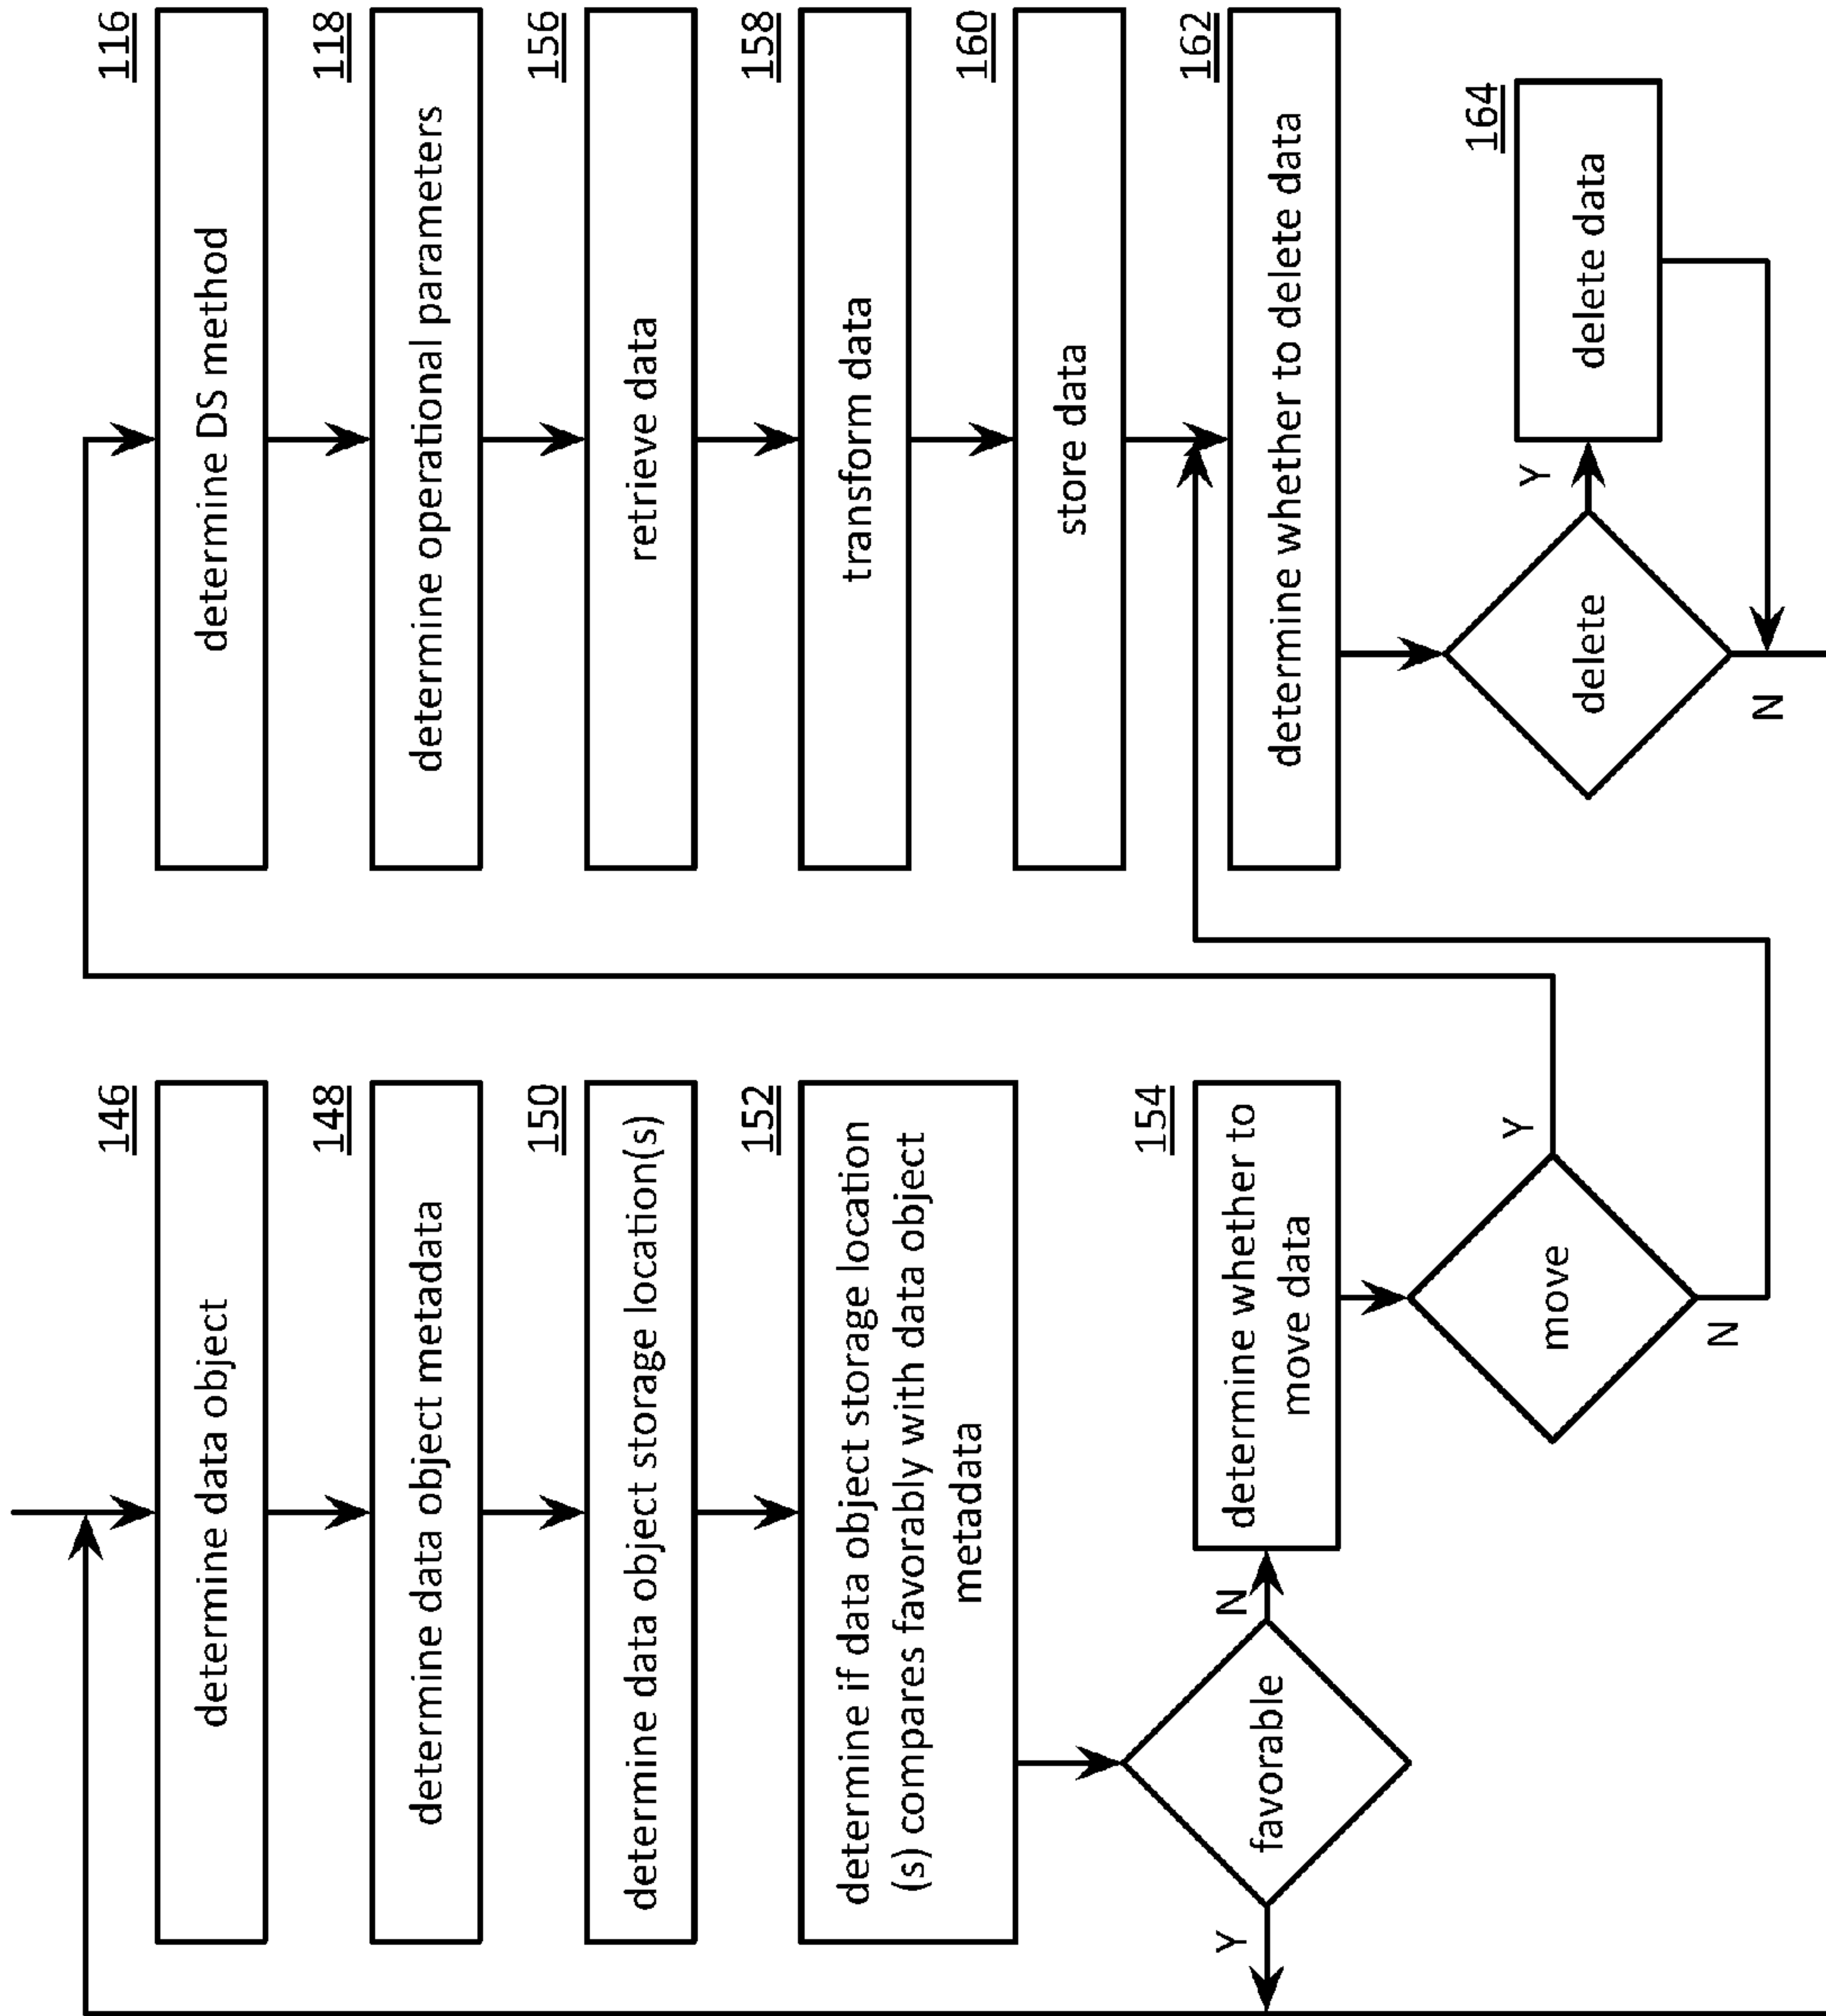 146
determine data object
148
determine data object metadata
150
determine data object storage location(s)
152
determine if data object storage location
(s) compares favorably with data object
metadata
favorable
Y
N
154
determine whether to
move data
move
Y
N
116
determine DS method
118
determine operational parameters
156
retrieve data
158
transform data
160
store data
162
determine whether to delete data
delete
Y
N
164
delete data